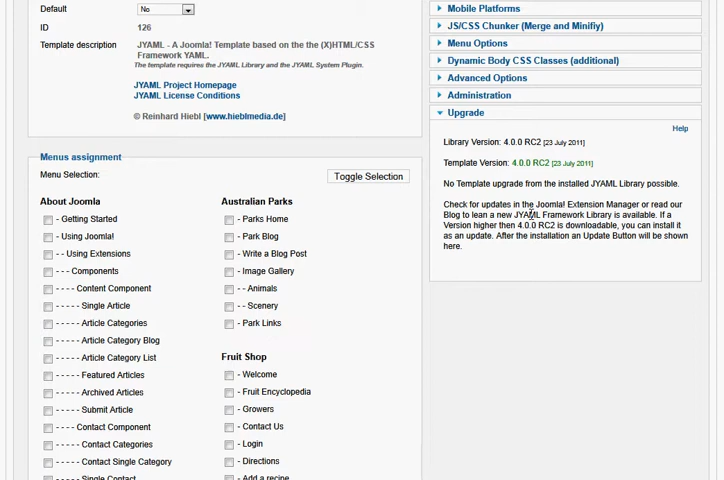 Default No
ID 126
Template description JYAML - A Joomla! Template based on the the (X)HTML/CSS
Framework YAML.
The template requires the JYAML Library and the JYAML System Plugin.
JYAML Project Homepage
JYAML License Conditions
© Reinhard Hiebl [www.hieblmedia.de]
Menus assignment
Menu Selection: Toggle Selection
About Joomla
- Getting Started
- Using Joomla!
- - Using Extensions
- - - Components
- - - - Content Component
- - - - - Single Article
- - - - - Article Categories
- - - - - Article Category Blog
- - - - - Article Category List
- - - - - Featured Articles
- - - - - Archived Articles
- - - - - Submit Article
- - - - Contact Component
- - - - - Contact Categories
- - - - - Contact Single Category
- - - - - Single Contact
Australian Parks
- Parks Home
- Park Blog
- Write a Blog Post
- Image Gallery
- - Animals
- - Scenery
- Park Links
Fruit Shop
- Welcome
- Fruit Encyclopedia
- Growers
- Contact Us
- Login
- Directions
- Add a recipe
Mobile Platforms
JS/CSS Chunker (Merge and Minifiy)
Menu Options
Dynamic Body CSS Classes (additional)
Advanced Options
Administration
Upgrade
Help
Library Version: 4.0.0 RC2 [23 July 2011]
Template Version: 4.0.0 RC2 [23 July 2011]
No Template upgrade from the installed JYAML Library possible.
Check for updates in the Joomla! Extension Manager or read our
Blog to lean a new JYAML Framework Library is available. If a
Version higher then 4.0.0 RC2 is downloadable, you can install it
as an update. After the installation an Update Button will be shown
here.